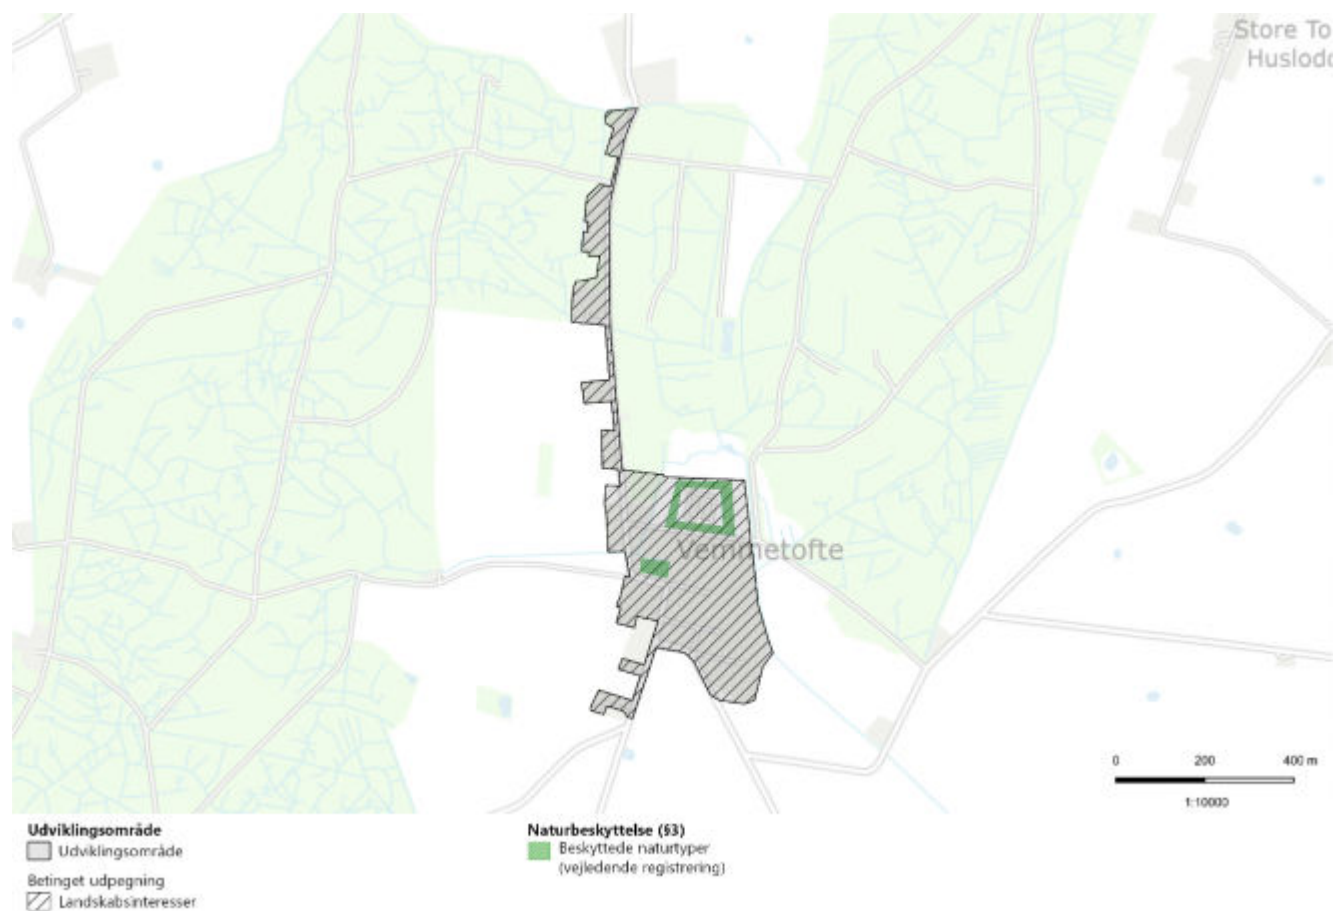 Store To
Huslodd
Vemmetofte
0 200 400 m
1:10000
Udviklingsområde
Udviklingsområde
Betinget udpegning
Landskabsinteresser
Naturbeskyttelse (§3)
Beskyttede naturtyper
(vejledende registrering)